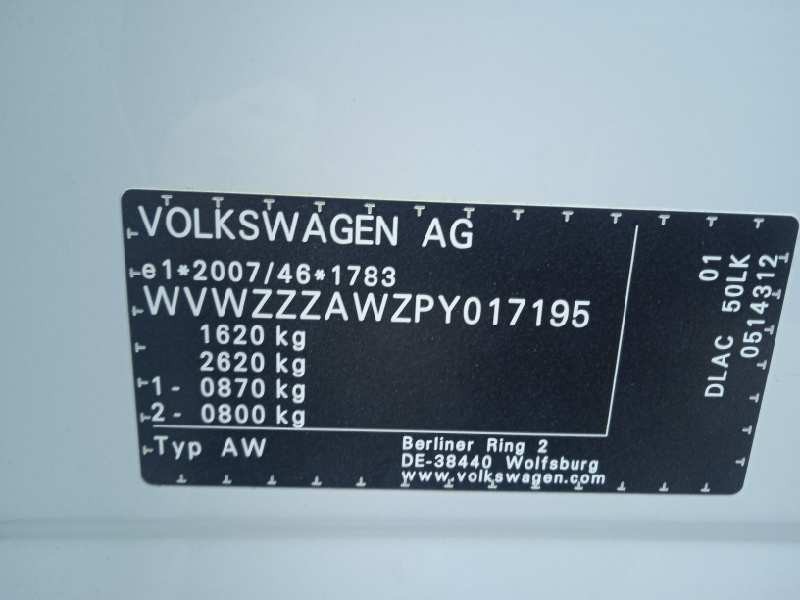 VOLKSWAGEN AG
e1*2007/46*1783
WVWZZZAWZPY017195
1620 kg
2620 kg
1- 0870 kg
2- 0800 kg
Typ AW
Berliner Ring 2
DE-38440 Wolfsburg
www.volkswagen.com
01
DLAC 50LK
0514312